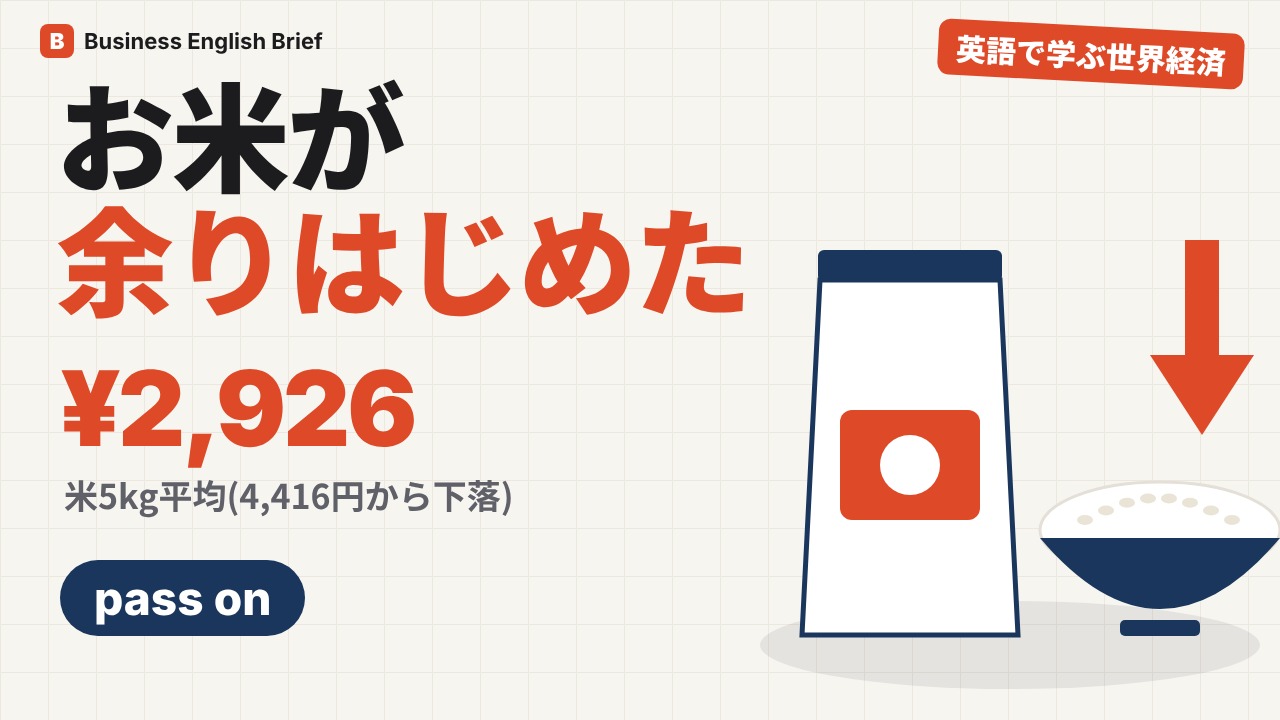 B Business English Brief
英語で学ぶ世界経済
お米が
余りはじめた
¥2,926
米5kg平均(4,416円から下落)
pass on